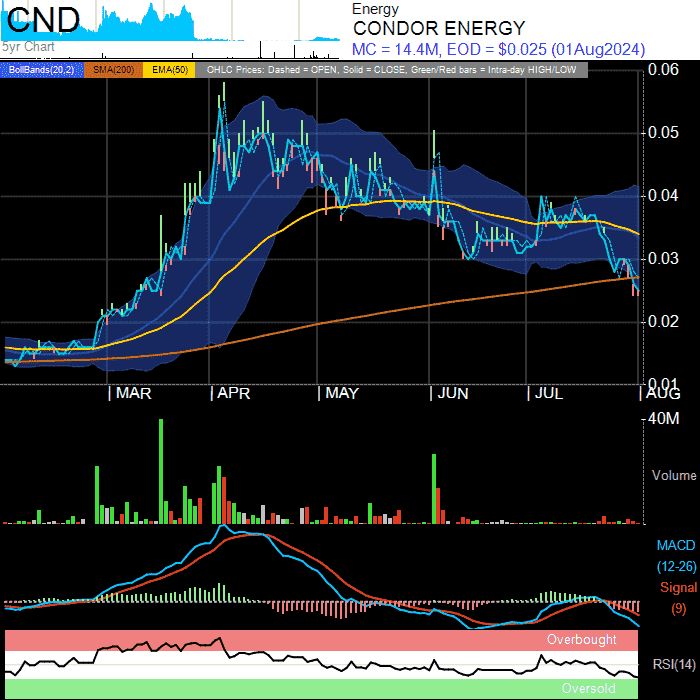 CND
5yr Chart
Energy
CONDOR ENERGY
MC = 14.4M, EOD = $0.025 (01Aug2024)
BollBands(20,2) SMA(200) EMA(50) OHLC Prices: Dashed = OPEN, Solid = CLOSE, Green/Red bars = Intra-day HIGH/LOW
0.06
0.05
0.04
0.03
0.02
0.01
MAR APR MAY JUN JUL AUG
40M
Volume
MACD
(12-26)
Signal
(9)
Overbought
RSI(14)
Oversold